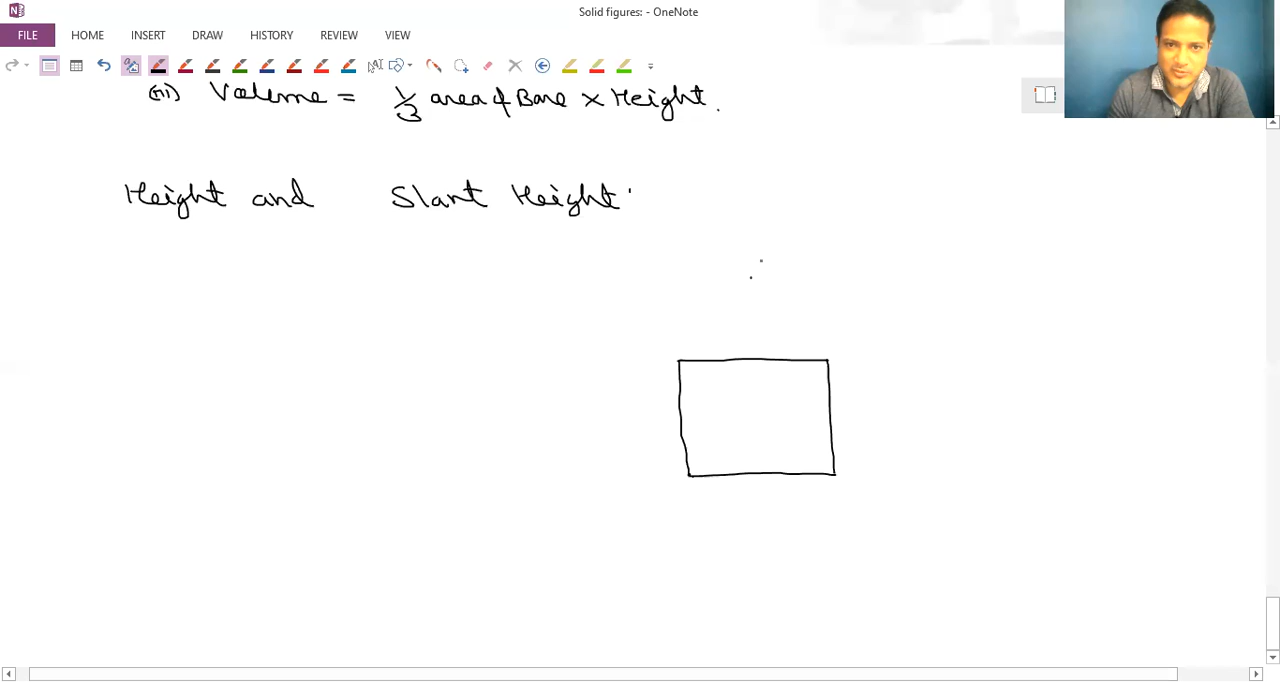 Solid figures: - OneNote
FILE HOME INSERT DRAW HISTORY REVIEW VIEW
(iii) Volume = 1/3 area of Base × Height.
Height and Slant Height